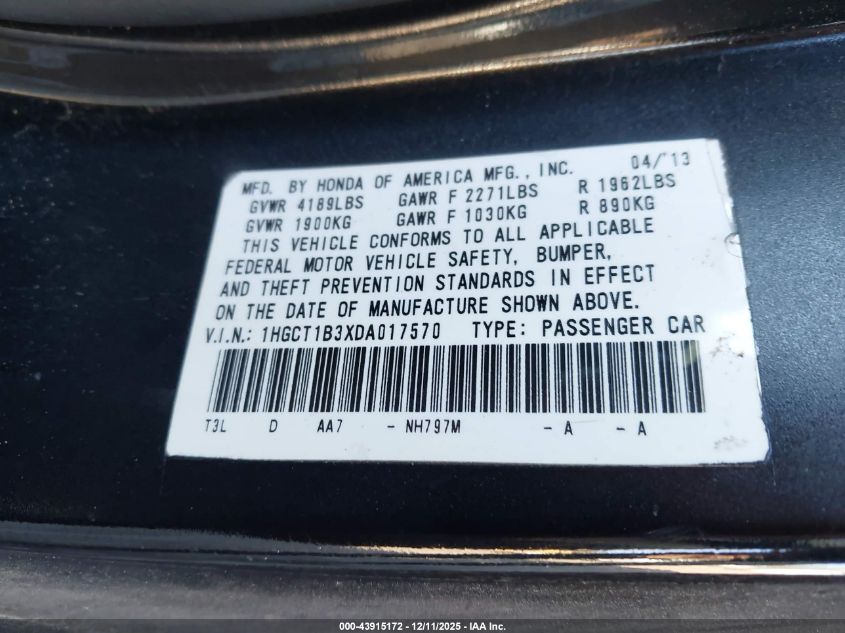 MFD. BY HONDA OF AMERICA MFG., INC. 04/'13
GVWR 4189LBS GAWR F 2271LBS R 1962LBS
GVWR 1900KG GAWR F 1030KG R 890KG
THIS VEHICLE CONFORMS TO ALL APPLICABLE
FEDERAL MOTOR VEHICLE SAFETY, BUMPER,
AND THEFT PREVENTION STANDARDS IN EFFECT
ON THE DATE OF MANUFACTURE SHOWN ABOVE.
V.I.N.: 1HGCT1B3XDA017570 TYPE: PASSENGER CAR
T3L D AA7 - NH797M - A - A
000-43915172 - 12/11/2025 - IAA Inc.